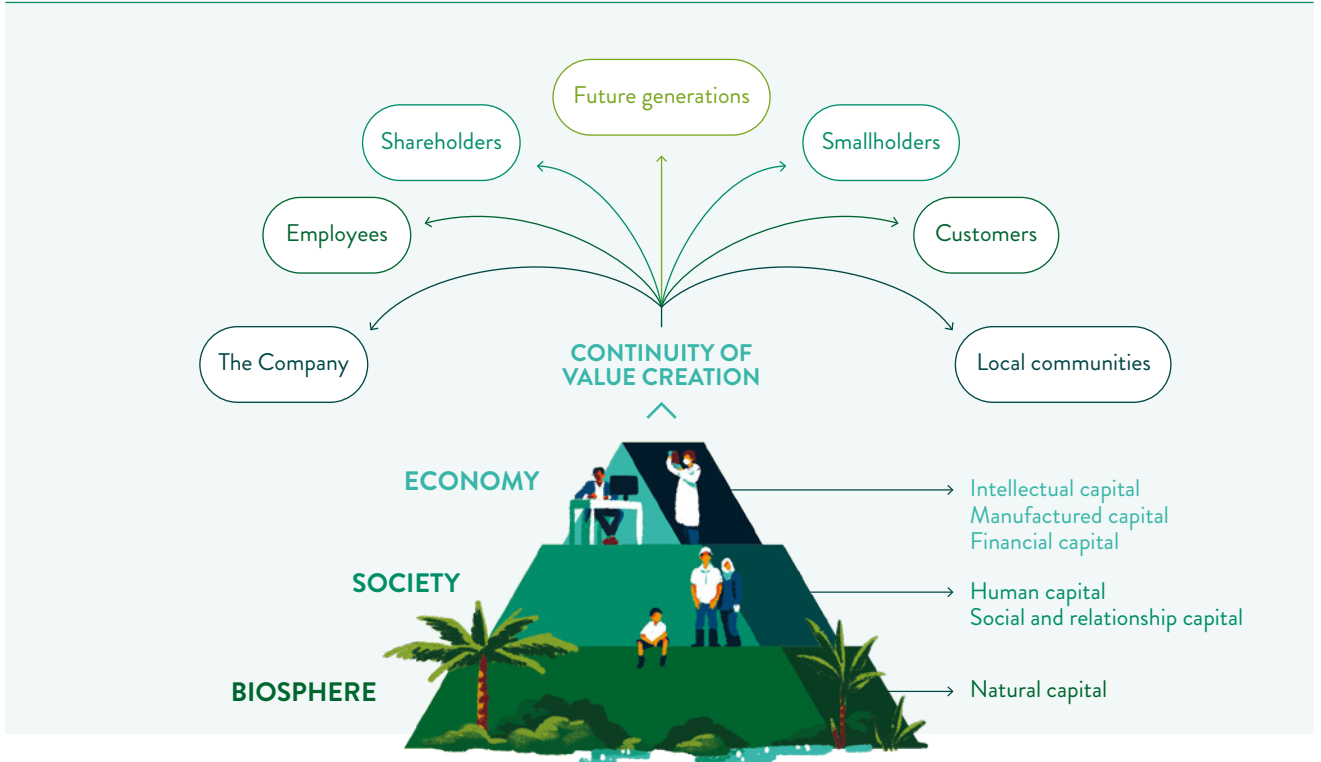 Future generations
Shareholders
Smallholders
Employees
Customers
The Company
Local communities
CONTINUITY OF
VALUE CREATION
ECONOMY
Intellectual capital
Manufactured capital
Financial capital
SOCIETY
Human capital
Social and relationship capital
BIOSPHERE
Natural capital